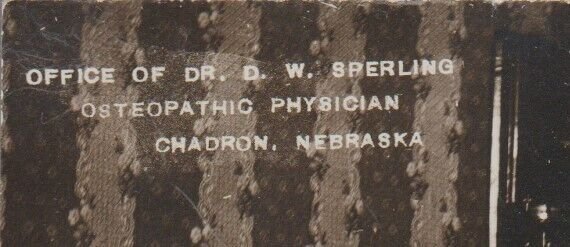 OFFICE OF DR. D. W. SPERLING
OSTEOPATHIC PHYSICIAN
CHADRON, NEBRASKA